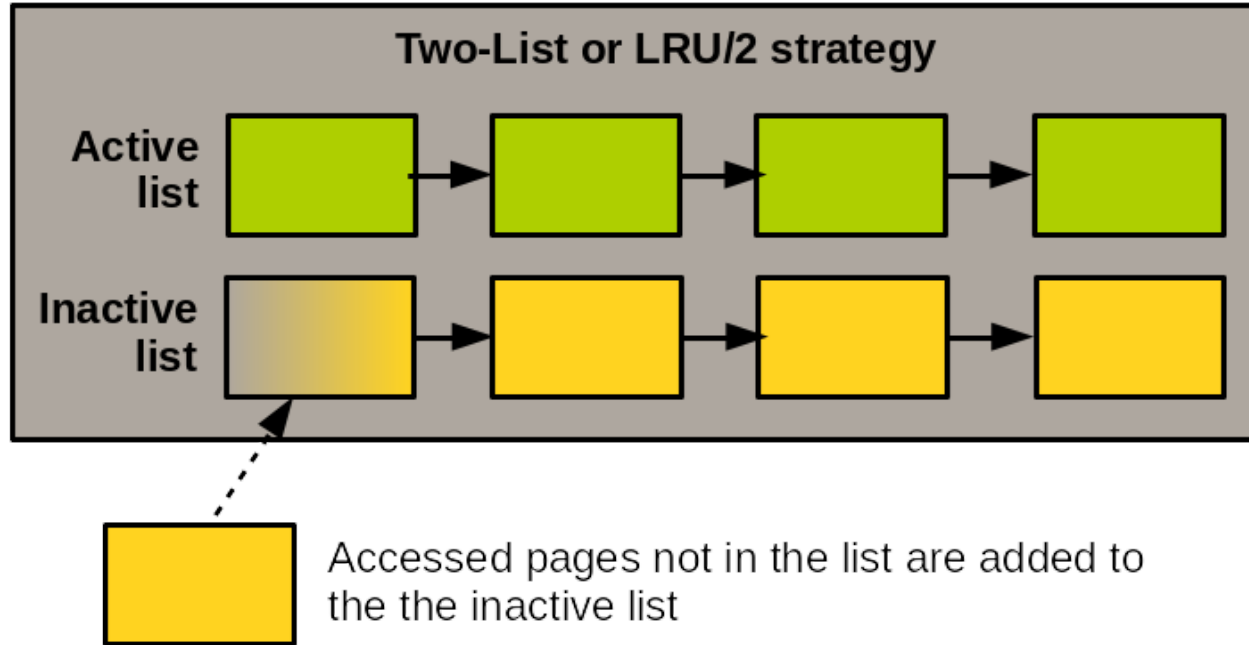 Two-List or LRU/2 strategy
Active
list
Inactive
list
Accessed pages not in the list are added to
the the inactive list